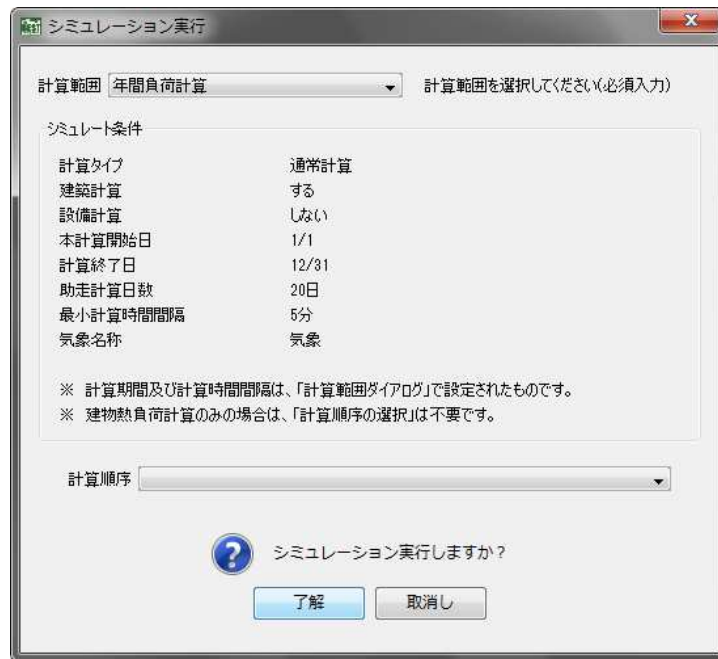 シミュレーション実行
計算範囲 年間負荷計算 計算範囲を選択してください(必須入力)
シミュレート条件
計算タイプ 通常計算
建築計算 する
設備計算 しない
本計算開始日 1/1
計算終了日 12/31
助走計算日数 20日
最小計算時間間隔 5分
気象名称 気象
※ 計算期間及び計算時間間隔は、「計算範囲ダイアログ」で設定されたものです。
※ 建物熱負荷計算のみの場合は、「計算順序の選択」は不要です。
計算順序
シミュレーション実行しますか?
了解 取消し